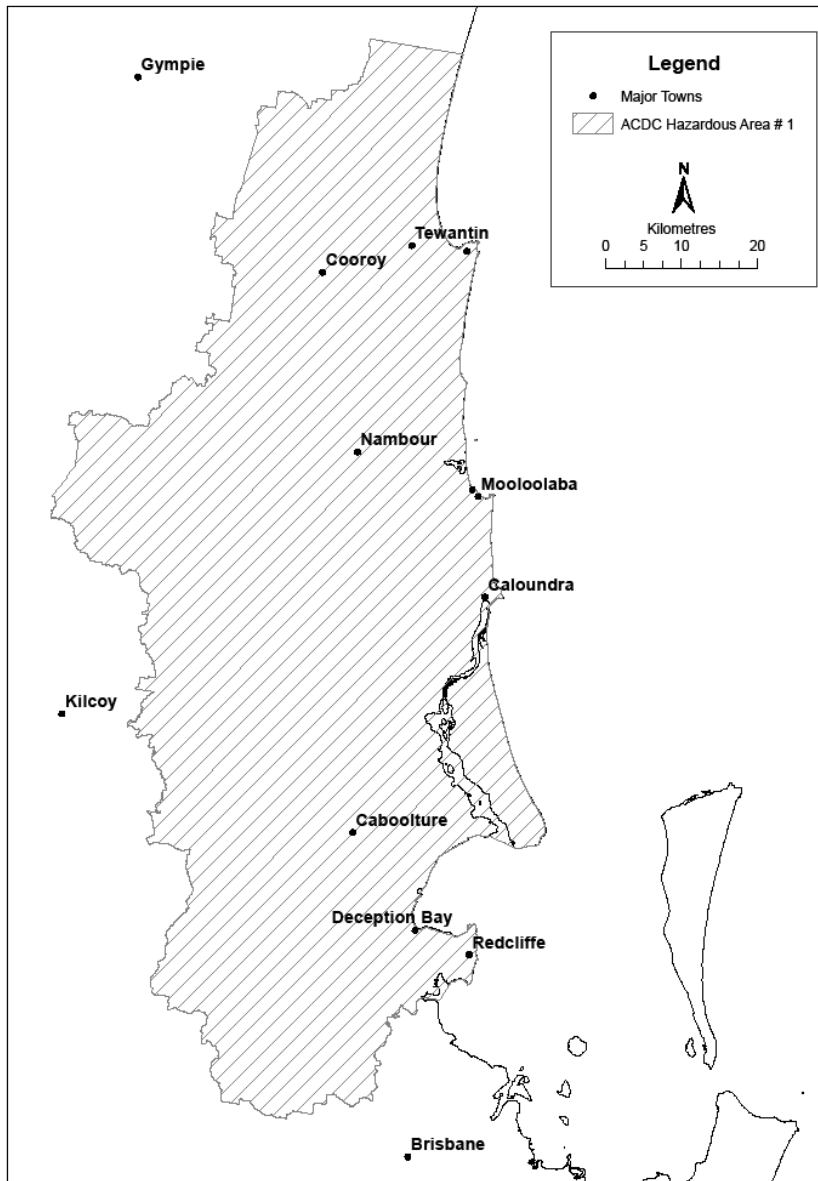 Gympie
Legend
Major Towns
ACDC Hazardous Area # 1
N
Kilometres
0 5 10 20
Tewantin
Cooroy
Nambour
Mooloolaba
Caloundra
Kilcoy
Caboolture
Deception Bay
Redcliffe
Brisbane